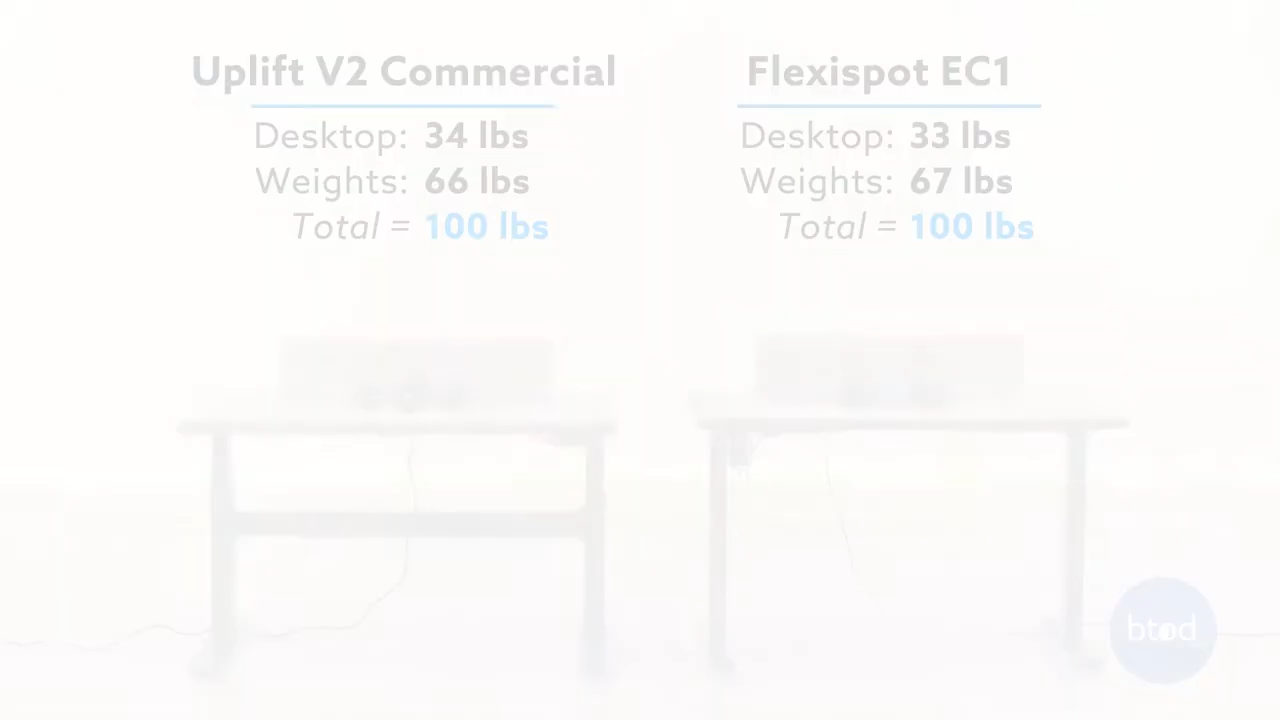 Uplift V2 Commercial
Desktop: 34 lbs
Weights: 66 lbs
Total = 100 lbs
Flexispot EC1
Desktop: 33 lbs
Weights: 67 lbs
Total = 100 lbs
btod